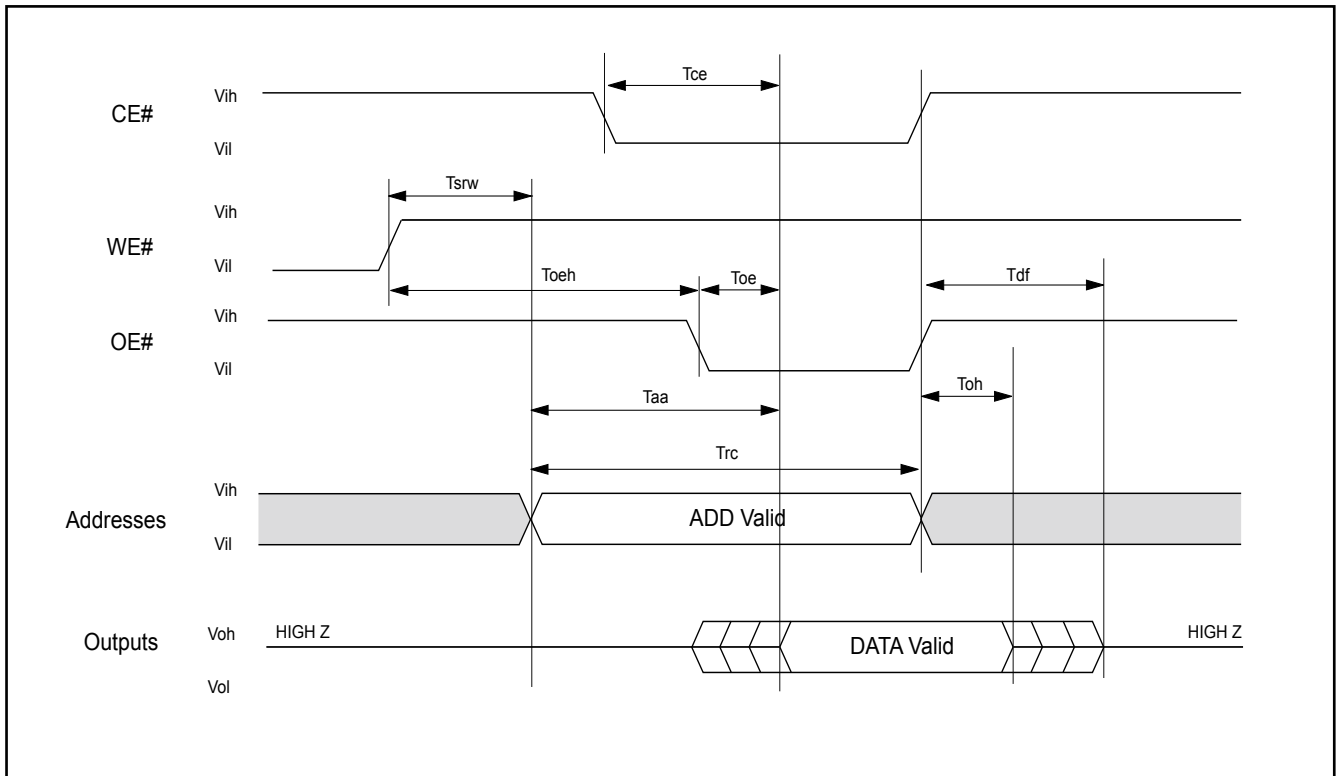 Tce
CE#
Vih
Vil
Tsrw
WE#
Vih
Vil
Toeh
Toe
Tdf
OE#
Vih
Vil
Toh
Taa
Trc
Addresses
Vih
Vil
ADD Valid
Outputs
Voh
Vol
HIGH Z
DATA Valid
HIGH Z